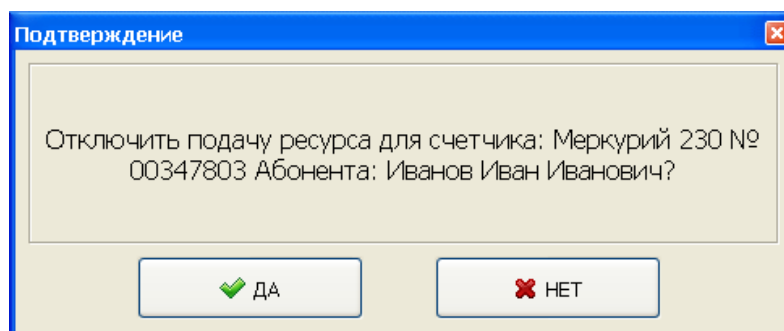 Подтверждение
Отключить подачу ресурса для счетчика: Меркурий 230 №
00347803 Абонента: Иванов Иван Иванович?
ДА
НЕТ